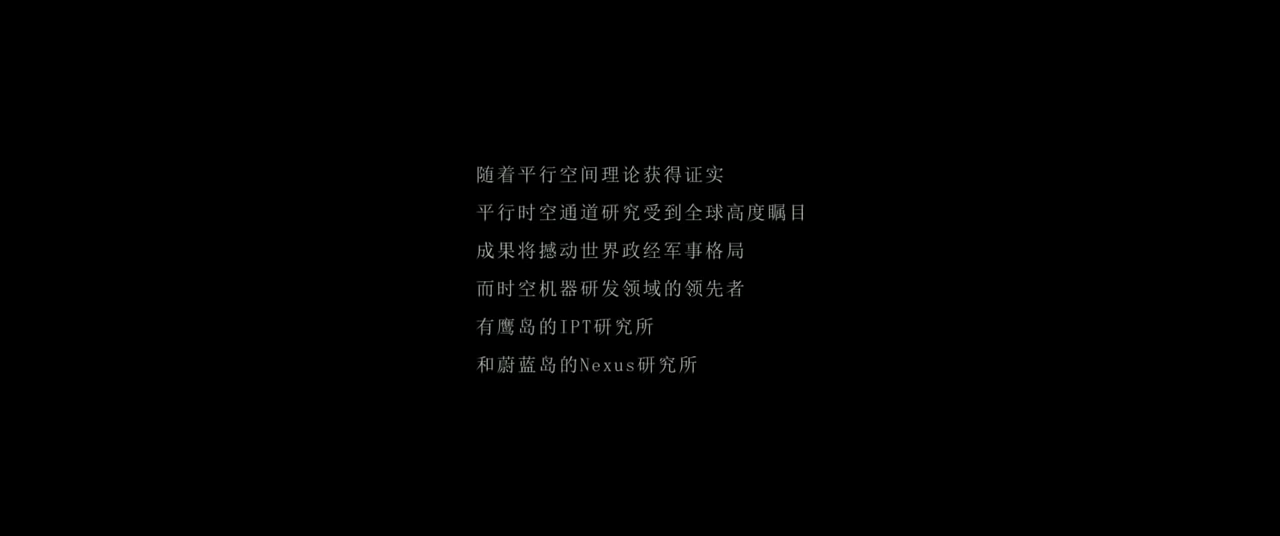 随着平行空间理论获得证实
平行时空通道研究受到全球高度瞩目
成果将撼动世界政经军事格局
而时空机器研发领域的领先者
有鹰岛的IPT研究所
和蔚蓝岛的Nexus研究所